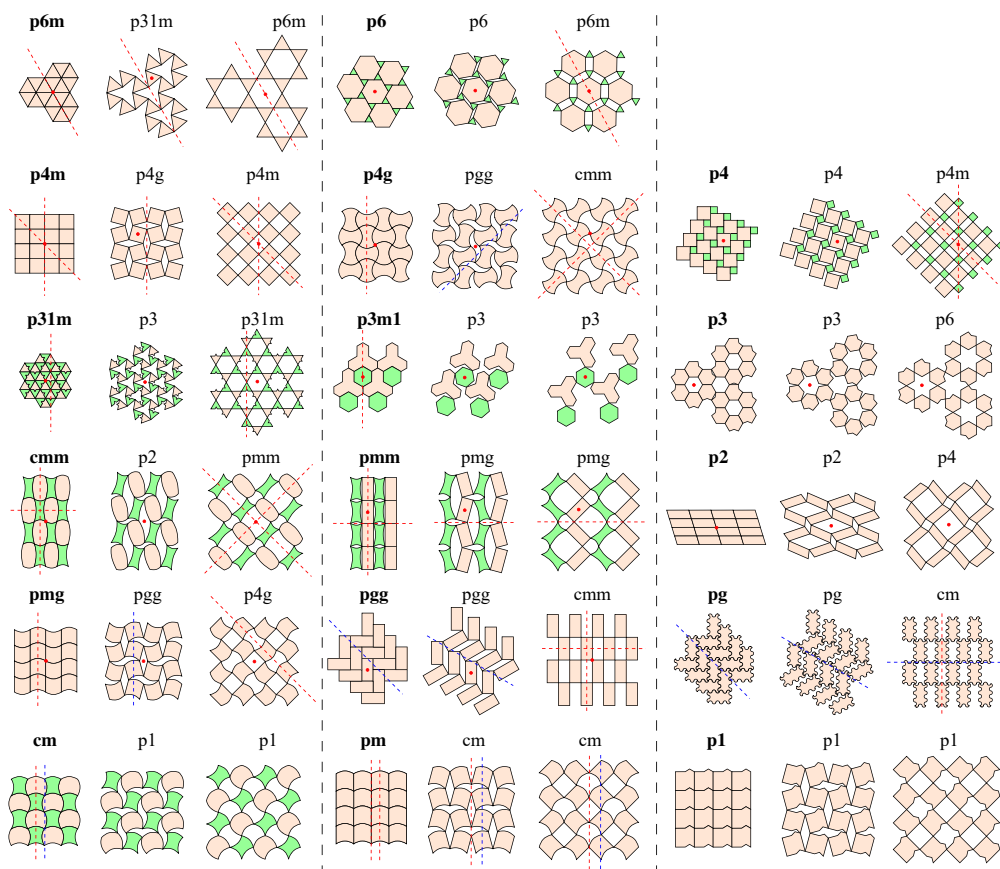 p6m p31m p6m p6 p6 p6m
p4m p4g p4m p4g pgg cmm p4 p4 p4m
p31m p3 p31m p3m1 p3 p3 p3 p3 p6
cmm p2 pmm pmm pmg pmg p2 p2 p4
pmg pgg p4g pgg pgg cmm pg pg cm
cm p1 p1 pm cm cm p1 p1 p1